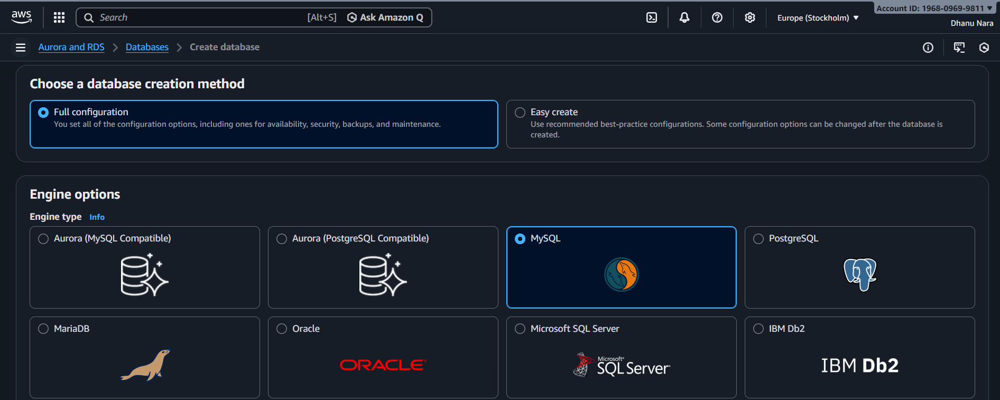 aws
Search [Alt+S] Ask Amazon Q
Europe (Stockholm)
Account ID: 1968-0969-9811
Dhanu Nara
Aurora and RDS
Databases
Create database
Choose a database creation method
Full configuration
You set all of the configuration options, including ones for availability, security, backups, and maintenance.
Easy create
Use recommended best-practice configurations. Some configuration options can be changed after the database is
created.
Engine options
Engine type Info
Aurora (MySQL Compatible)
Aurora (PostgreSQL Compatible)
MySQL
PostgreSQL
MariaDB
Oracle
ORACLE
Microsoft SQL Server
Microsoft®
SQL Server®
IBM Db2
IBM Db2